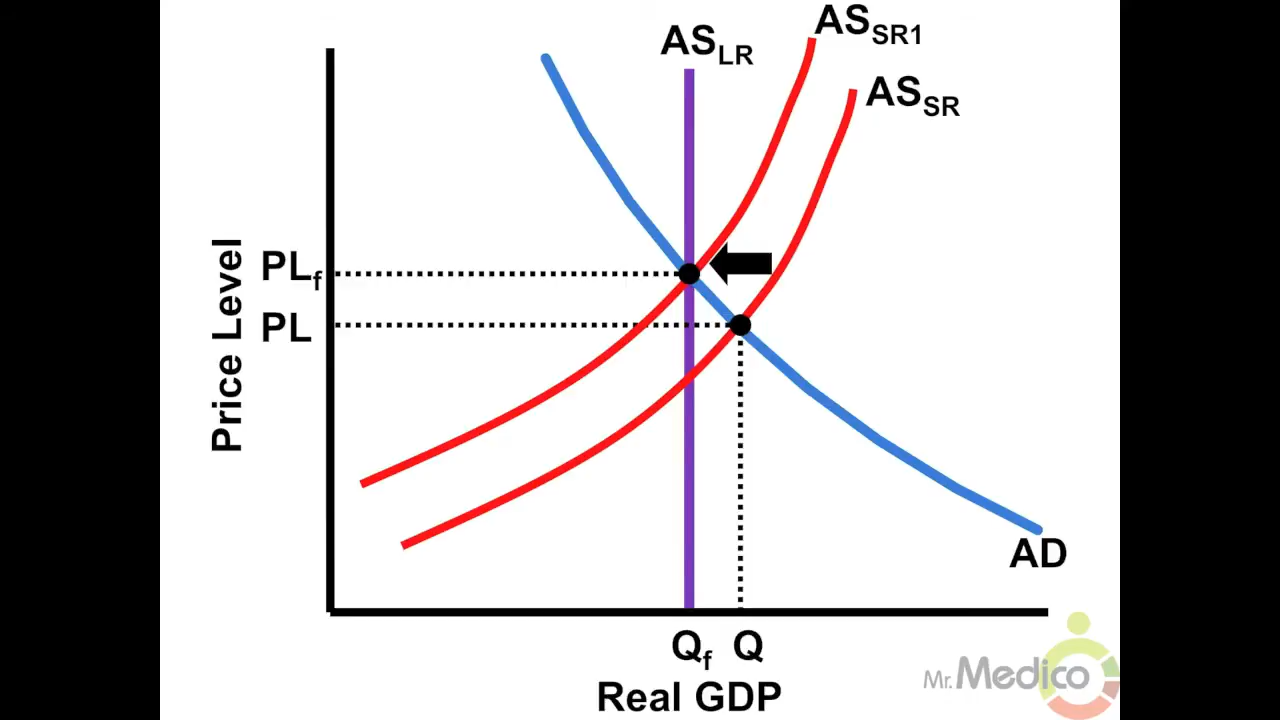 AS_LR
AS_SR1
AS_SR
Price Level
PL_f
PL
AD
Q_f Q
Real GDP
Mr. Medico